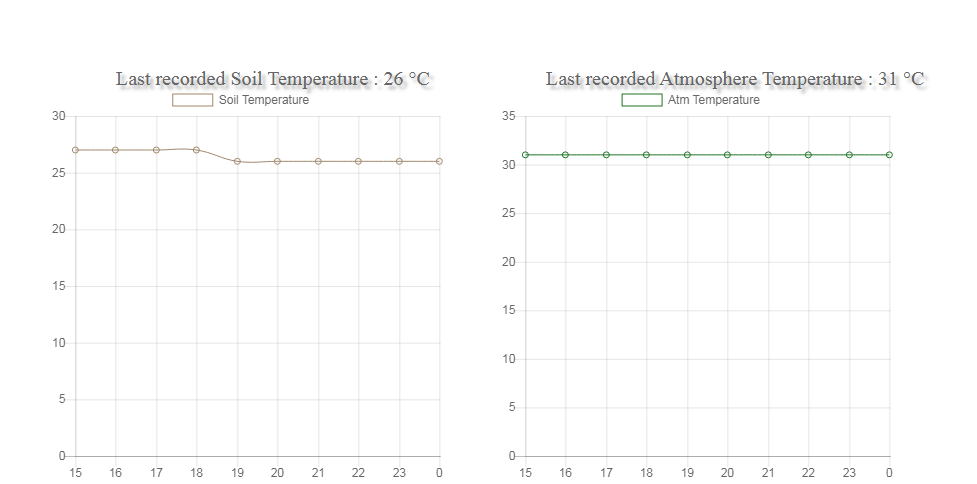 Last recorded Soil Temperature : 26 °C
Soil Temperature
30
25
20
15
10
5
0
15 16 17 18 19 20 21 22 23 0
Last recorded Atmosphere Temperature : 31 °C
Atm Temperature
35
30
25
20
15
10
5
0
15 16 17 18 19 20 21 22 23 0